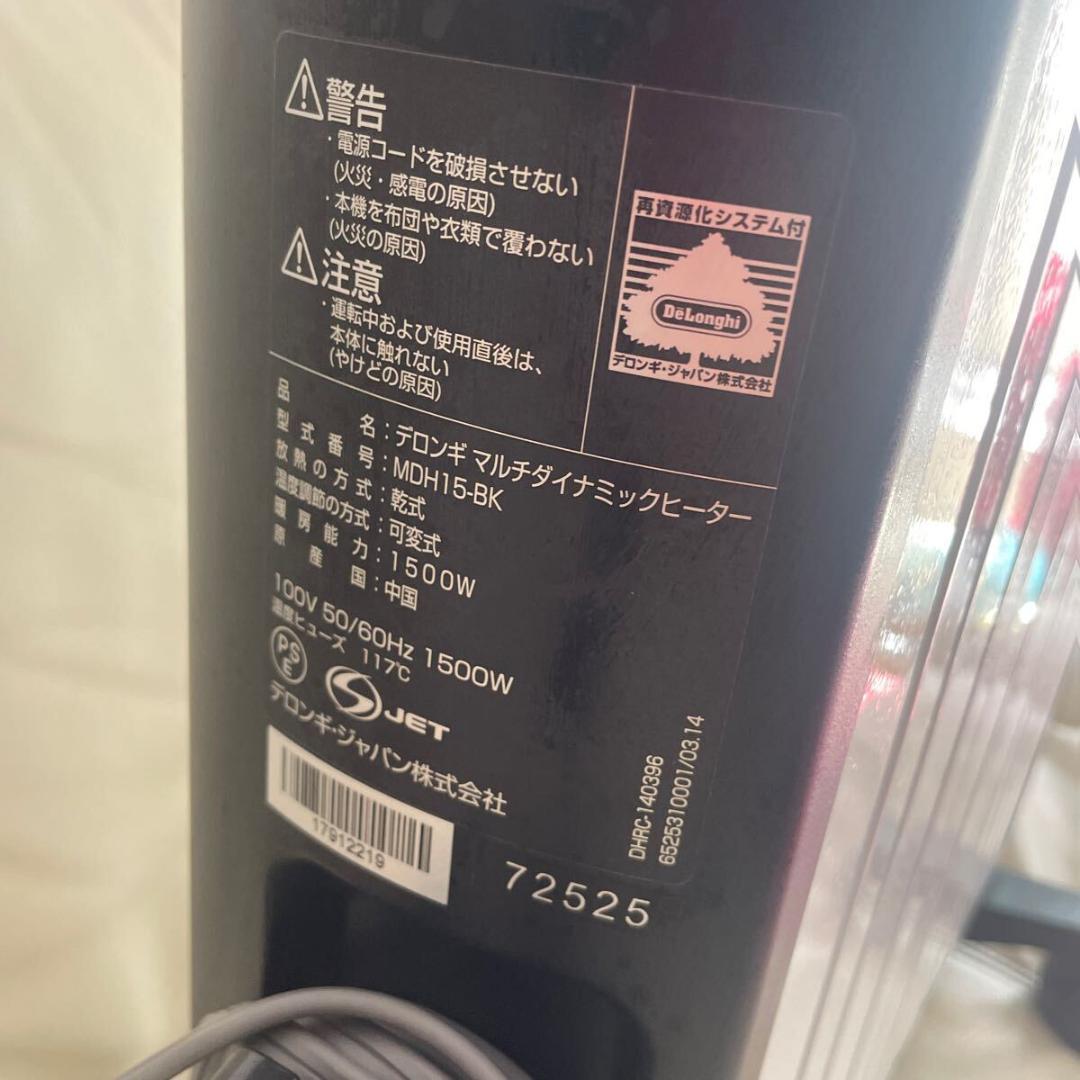 警告
・電源コードを破損させない
(火災・感電の原因)
・本機を布団や衣類で覆わない
(火災の原因)
注意
・運転中および使用直後は、
本体に触れない
(やけどの原因)
再資源化システム付
DeLonghi
デロンギ・ジャパン株式会社
品名：デロンギ マルチダイナミックヒーター
型式番号：MDH15-BK
放熱の方式：乾式
温度調節の方式：可変式
暖房能力：1500W
原産国：中国
100V 50/60Hz 1500W
温度ヒューズ 117℃
PSE
S JET
デロンギ・ジャパン株式会社
17912219
72525
DHRC-140396
6525310001/03.14